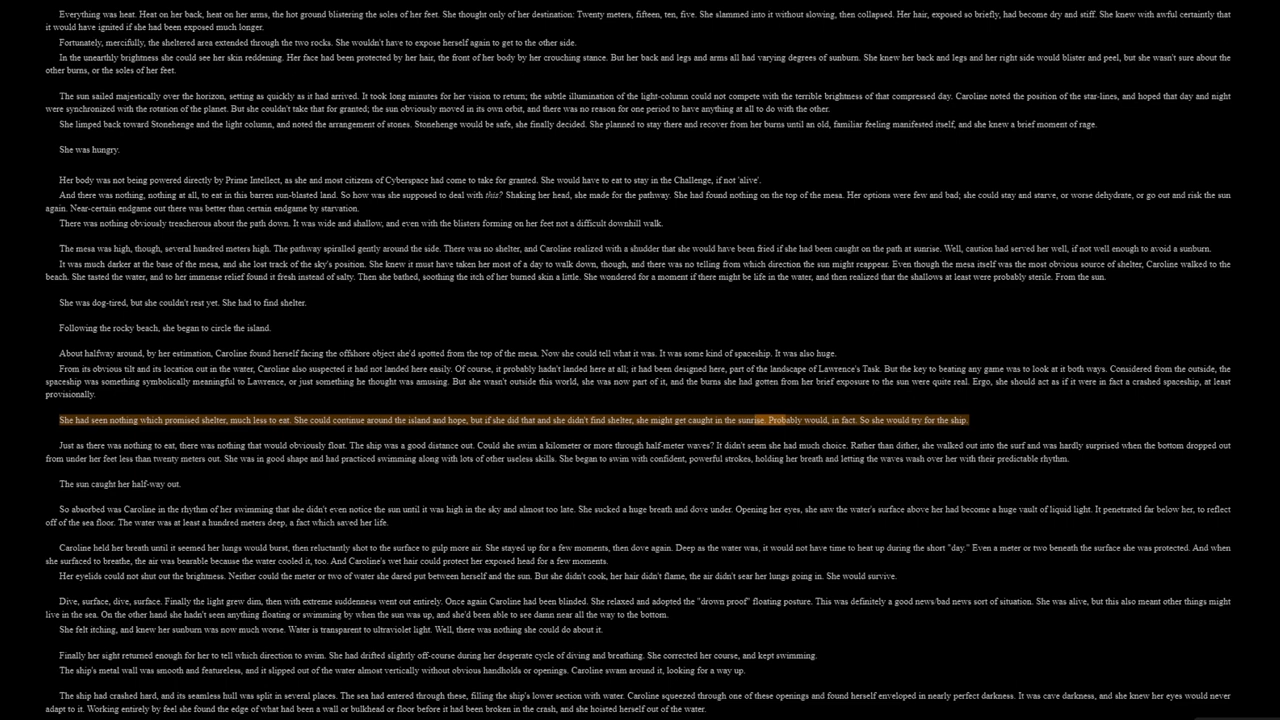 Everything was heat. Heat on her back, heat on her arms, the hot ground blistering the soles of her feet. She thought only of her destination: Twenty meters, fifteen, ten, five. She slammed into it without slowing, then collapsed. Her hair, exposed so briefly, had become dry and stiff. She knew with awful certainty that
it would have ignited if she had been exposed much longer.
Fortunately, mercifully, the sheltered area extended through the two rocks. She wouldn't have to expose herself again to get to the other side.
In the unearthly brightness she could see her skin reddening. Her face had been protected by her hair, the front of her body by her crouching stance. But her back and legs and arms all had varying degrees of sunburn. She knew her back and legs and her right side would blister and peel, but she wasn't sure about the
other burns, or the soles of her feet.
The sun sailed majestically over the horizon, setting as quickly as it had arrived. It took long minutes for her vision to return; the subtle illumination of the light-column could not compete with the terrible brightness of that compressed day. Caroline noted the position of the star-lines, and hoped that day and night
were synchronized with the rotation of the planet. But she couldn't take that for granted; the sun obviously moved in its own orbit, and there was no reason for one period to have anything at all to do with the other.
She limped back toward Stonehenge and the light column, and noted the arrangement of stones. Stonehenge would be safe, she finally decided. She planned to stay there and recover from her burns until an old, familiar feeling manifested itself, and she knew a brief moment of rage.
She was hungry.
Her body was not being powered directly by Prime Intellect, as she and most citizens of Cyberspace had come to take for granted. She would have to eat to stay in the Challenge, if not 'alive'.
And there was nothing, nothing at all, to eat in this barren sun-blasted land. So how was she supposed to deal with this? Shaking her head, she made for the pathway. She had found nothing on the top of the mesa. Her options were few and bad; she could stay and starve, or worse dehydrate, or go out and risk the sun
again. Near-certain endgame out there was better than certain endgame by starvation.
There was nothing obviously treacherous about the path down. It was wide and shallow, and even with the blisters forming on her feet not a difficult downhill walk.
The mesa was high, though, several hundred meters high. The pathway spiralled gently around the side. There was no shelter, and Caroline realized with a shudder that she would have been fried if she had been caught on the path at sunrise. Well, caution had served her well, if not well enough to avoid a sunburn.
It was much darker at the base of the mesa, and she lost track of the sky's position. She knew it must have taken her most of a day to walk down, though, and there was no telling from which direction the sun might reappear. Even though the mesa itself was the most obvious source of shelter, Caroline walked to the
beach. She tasted the water, and to her immense relief found it fresh instead of salty. Then she bathed, soothing the itch of her burned skin a little. She wondered for a moment if there might be life in the water, and then realized that the shallows at least were probably sterile. From the sun.
She was dog-tired, but she couldn't rest yet. She had to find shelter.
Following the rocky beach, she began to circle the island.
About halfway around, by her estimation, Caroline found herself facing the offshore object she'd spotted from the top of the mesa. Now she could tell what it was. It was some kind of spaceship. It was also huge.
From its obvious tilt and its location out in the water, Caroline also suspected it had not landed here easily. Of course, it probably hadn't landed here at all; it had been designed here, part of the landscape of Lawrence's Task. But the key to beating any game was to look at it both ways. Considered from the outside, the
spaceship was something symbolically meaningful to Lawrence, or just something he thought was amusing. But she wasn't outside this world, she was now part of it, and the burns she had gotten from her brief exposure to the sun were quite real. Ergo, she should act as if it were in fact a crashed spaceship, at least
provisionally.
She had seen nothing which promised shelter, much less to eat. She could continue around the island and hope, but if she did that and she didn't find shelter, she might get caught in the sunrise. Probably would, in fact. So she would try for the ship.
Just as there was nothing to eat, there was nothing that would obviously float. The ship was a good distance out. Could she swim a kilometer or more through half-meter waves? It didn't seem she had much choice. Rather than dither, she walked out into the surf and was hardly surprised when the bottom dropped out
from under her feet less than twenty meters out. She was in good shape and had practiced swimming along with lots of other useless skills. She began to swim with confident, powerful strokes, holding her breath and letting the waves wash over her with their predictable rhythm.
The sun caught her half-way out.
So absorbed was Caroline in the rhythm of her swimming that she didn't even notice the sun until it was high in the sky and almost too late. She sucked a huge breath and dove under. Opening her eyes, she saw the water's surface above her had become a huge vault of liquid light. It penetrated far below her, to reflect
off of the sea floor. The water was at least a hundred meters deep, a fact which saved her life.
Caroline held her breath until it seemed her lungs would burst, then reluctantly shot to the surface to gulp more air. She stayed up for a few moments, then dove again. Deep as the water was, it would not have time to heat up during the short "day." Even a meter or two beneath the surface she was protected. And when
she surfaced to breathe, the air was bearable because the water cooled it, too. And Caroline's wet hair could protect her exposed head for a few moments.
Her eyelids could not shut out the brightness. Neither could the meter or two of water she dared put between herself and the sun. But she didn't cook, her hair didn't flame, the air didn't sear her lungs going in. She would survive.
Dive, surface, dive, surface. Finally the light grew dim, then with extreme suddenness went out entirely. Once again Caroline had been blinded. She relaxed and adopted the "drown proof" floating posture. This was definitely a good news/bad news sort of situation. She was alive, but this also meant other things might
live in the sea. On the other hand she hadn't seen anything floating or swimming by when the sun was up, and she'd been able to see damn near all the way to the bottom.
She felt itching, and knew her sunburn was now much worse. Water is transparent to ultraviolet light. Well, there was nothing she could do about it.
Finally her sight returned enough for her to tell which direction to swim. She had drifted slightly off-course during her desperate cycle of diving and breathing. She corrected her course, and kept swimming.
The ship's metal wall was smooth and featureless, and it slipped out of the water almost vertically without obvious handholds or openings. Caroline swam around it, looking for a way up.
The ship had crashed hard, and its seamless hull was split in several places. The sea had entered through these, filling the ship's lower section with water. Caroline squeezed through one of these openings and found herself enveloped in nearly perfect darkness. It was cave darkness, and she knew her eyes would never
adapt to it. Working entirely by feel she found the edge of what had been a wall or bulkhead or floor before it had been broken in the crash, and she hoisted herself out of the water.